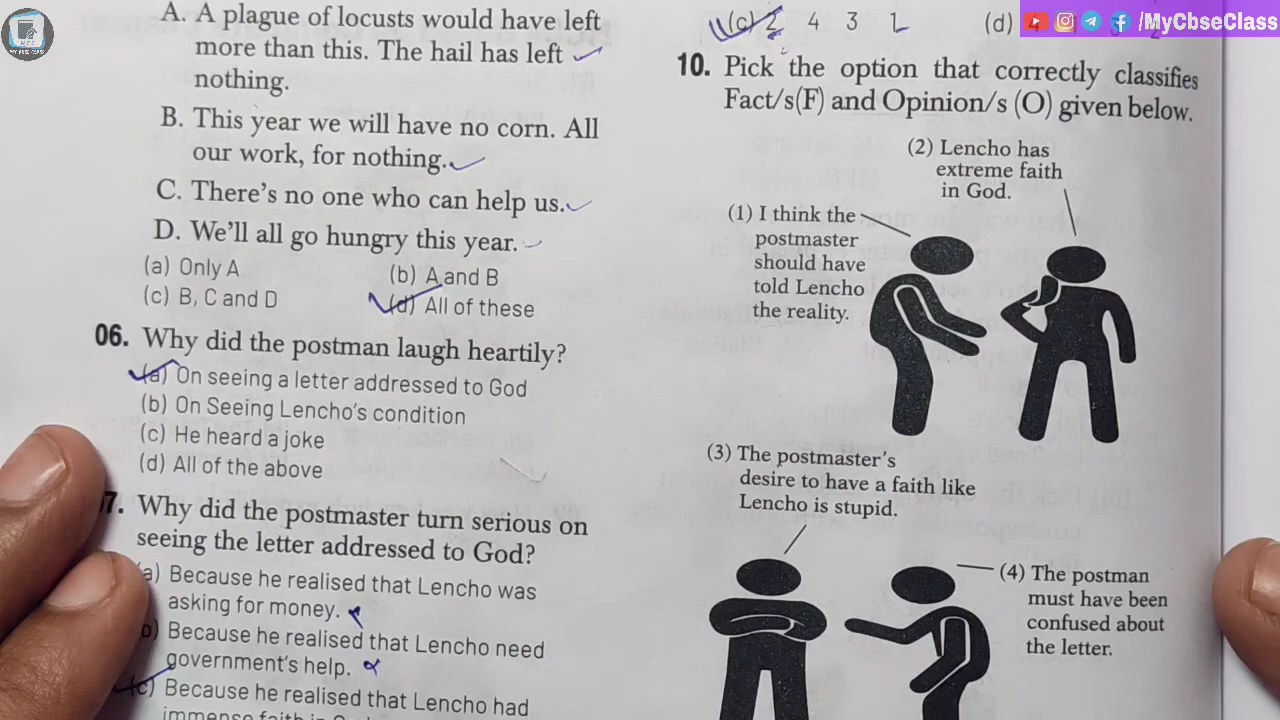 A. A plague of locusts would have left
more than this. The hail has left
nothing.
B. This year we will have no corn. All
our work, for nothing.
C. There's no one who can help us.
D. We'll all go hungry this year.
(a) Only A
(b) A and B
(c) B, C and D
(d) All of these
06. Why did the postman laugh heartily?
(a) On seeing a letter addressed to God
(b) On Seeing Lencho's condition
(c) He heard a joke
(d) All of the above
7. Why did the postmaster turn serious on
seeing the letter addressed to God?
a) Because he realised that Lencho was
asking for money.
b) Because he realised that Lencho need
government's help.
(c) Because he realised that Lencho had
immense faith in
(c) 2 4 3 1
(d)
/MyCbseClass
10. Pick the option that correctly classifies
Fact/s(F) and Opinion/s (O) given below.
(2) Lencho has
extreme faith
in God.
(1) I think the
postmaster
should have
told Lencho
the reality.
(3) The postmaster's
desire to have a faith like
Lencho is stupid.
(4) The postman
must have been
confused about
the letter.